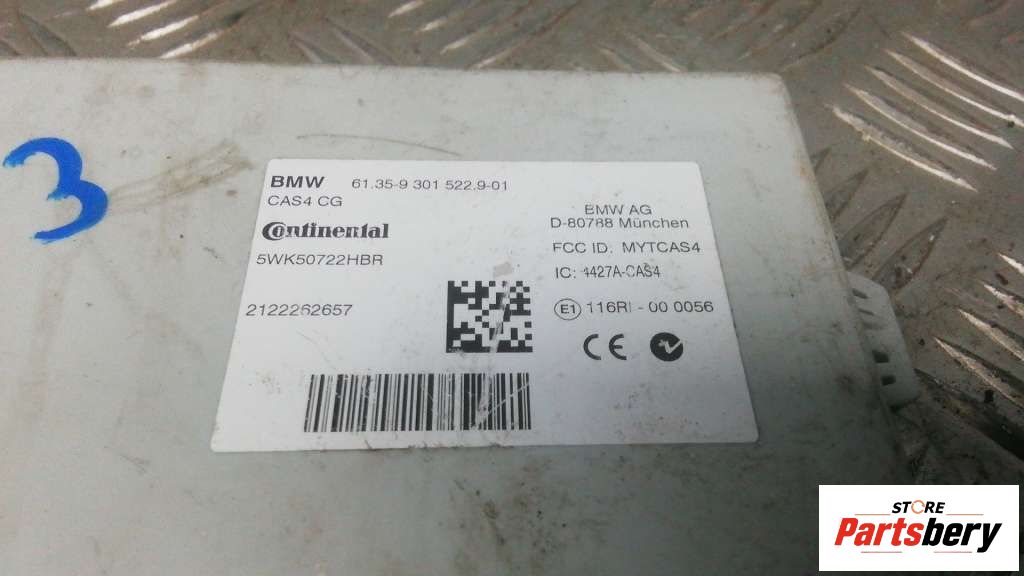 3
BMW 61.35-9 301 522.9-01
CAS4 CG
Continental
5WK50722HBR
2122262657
BMW AG
D-80788 München
FCC ID: MYTCAS4
IC: 4427A-CAS4
E1 116RI - 00 0056
CE
STORE
Partsbery